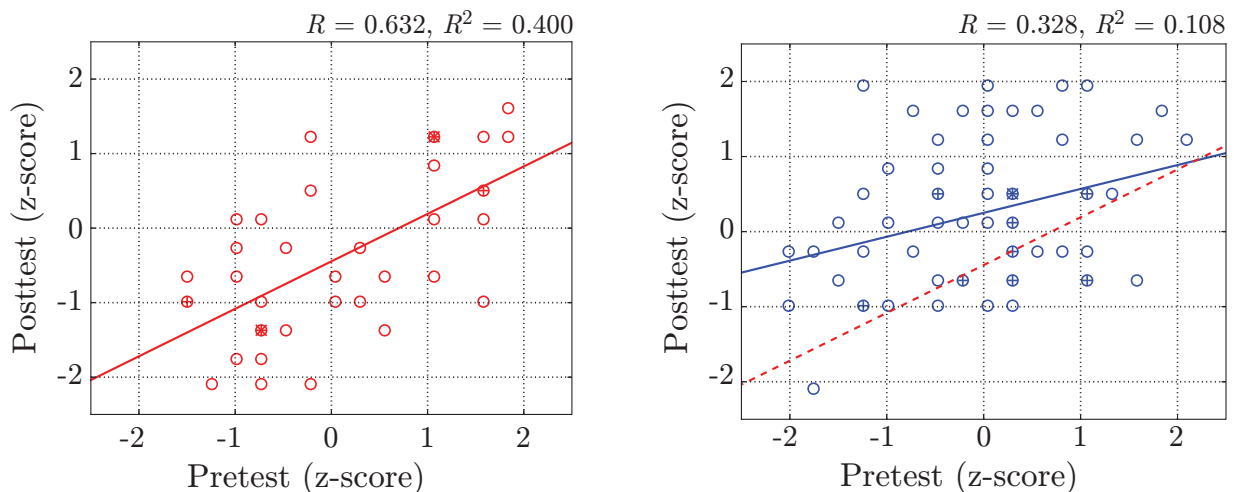 R = 0.632, R² = 0.400
2
1
0
-1
-2
Posttest (z-score)
-2 -1 0 1 2
Pretest (z-score)
R = 0.328, R² = 0.108
2
1
0
-1
-2
Posttest (z-score)
-2 -1 0 1 2
Pretest (z-score)